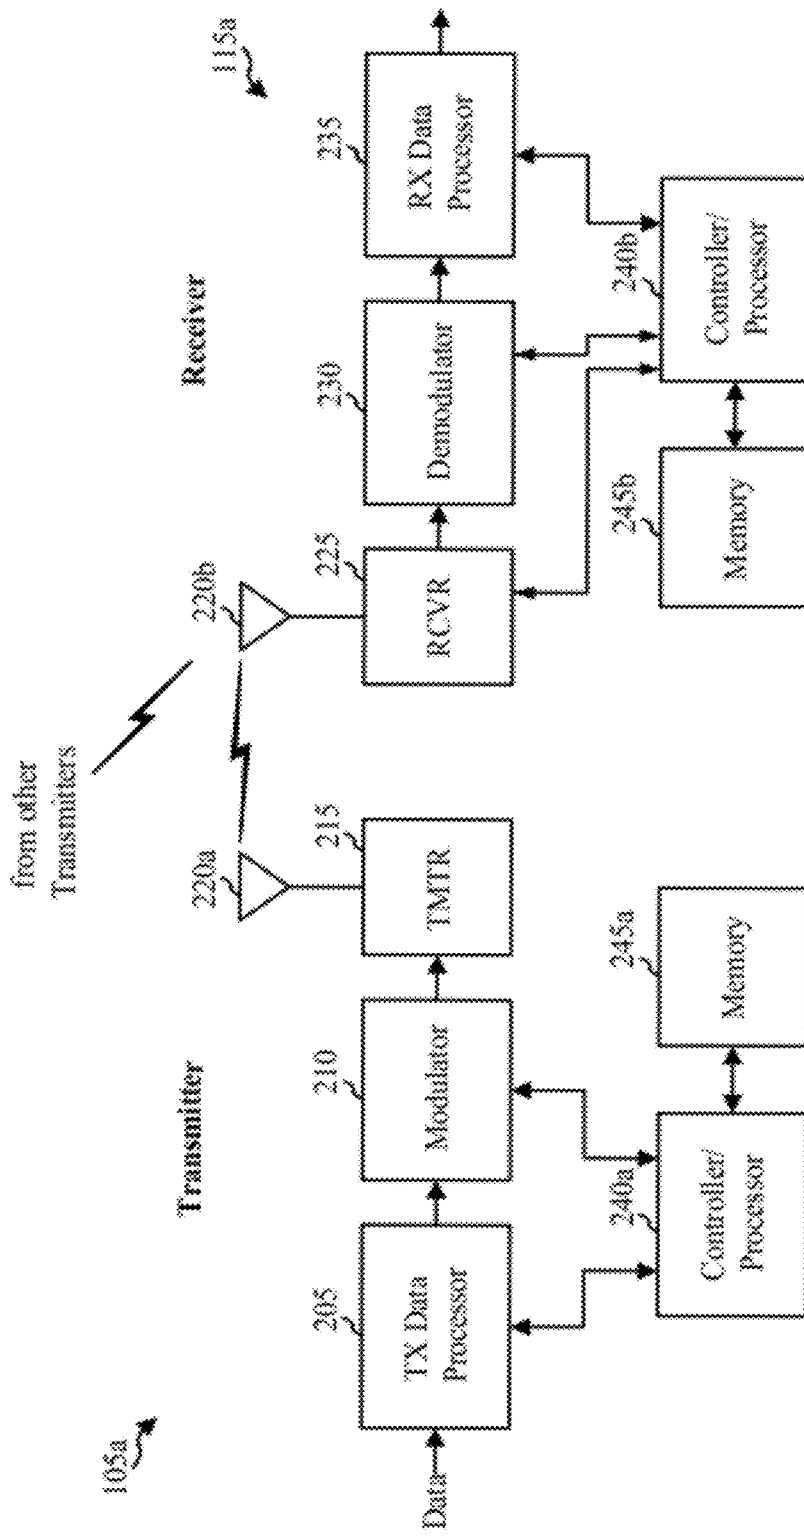 from other
Transmitters
105a
Transmitter
Receiver
115a
220a
220b
Data
205
TX Data
Processor
210
Modulator
215
TMTR
225
RCVR
230
Demodulator
235
RX Data
Processor
240a
Controller/
Processor
245a
Memory
245b
Memory
240b
Controller/
Processor